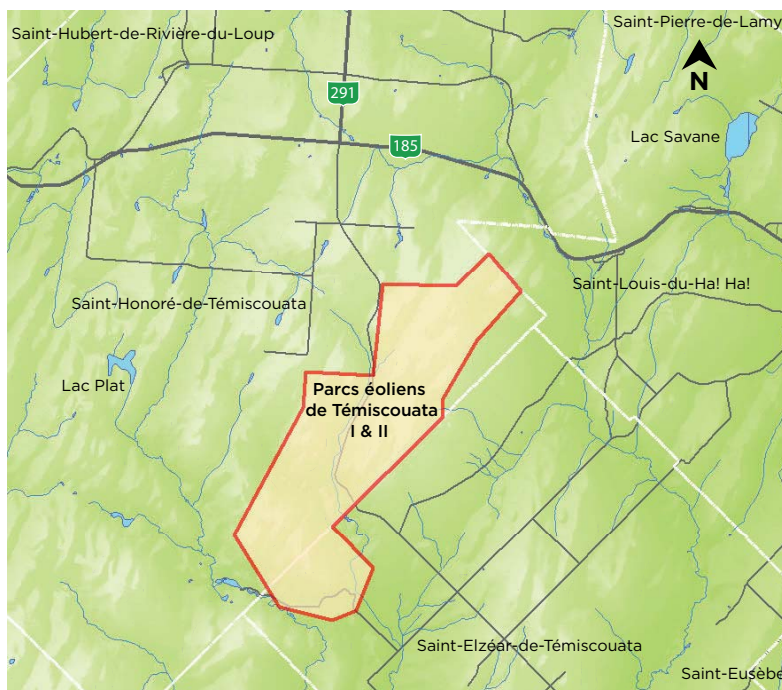 Saint-Hubert-de-Rivière-du-Loup
Saint-Pierre-de-Lamy
N
291
Lac Savane
185
Saint-Louis-du-Ha! Ha!
Saint-Honoré-de-Témiscouata
Lac Plat
Parcs éoliens
de Témiscouata
I & II
Saint-Elzéar-de-Témiscouata
Saint-Eusèbe